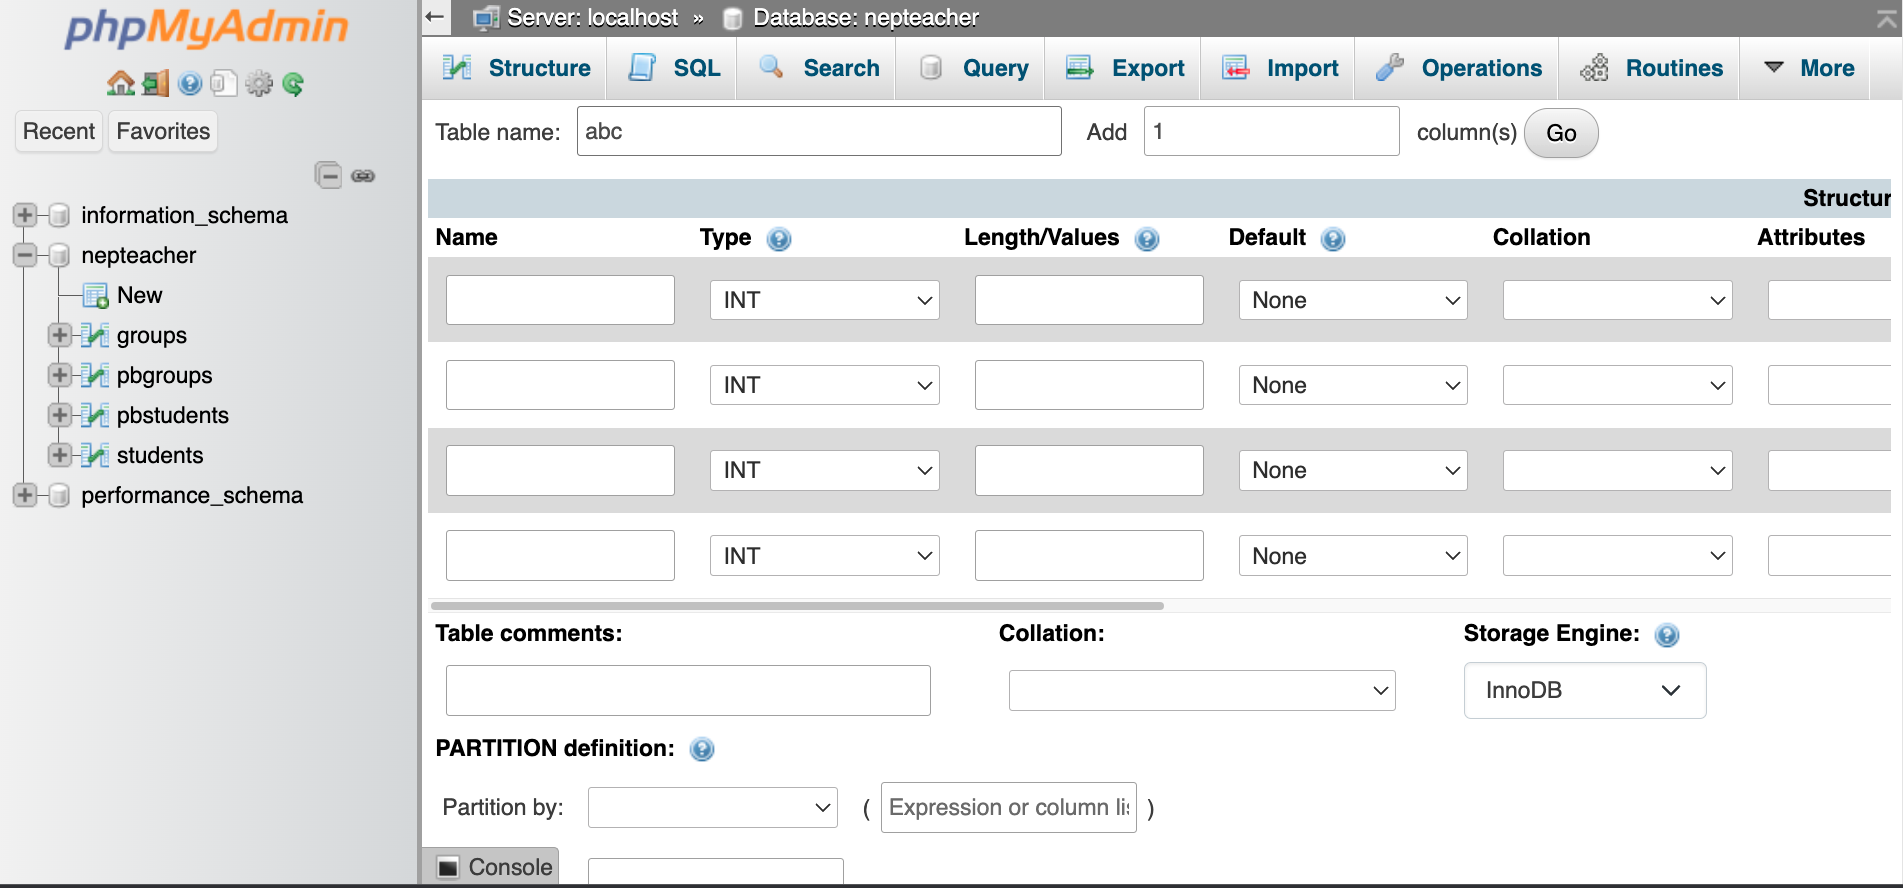 phpMyAdmin
Recent Favorites
information_schema
nepteacher
New
groups
pbgroups
pbstudents
students
performance_schema
Server: localhost » Database: nepteacher
Structure SQL Search Query Export Import Operations Routines More
Table name: abc Add 1 column(s) Go
Structur
Name Type Length/Values Default Collation Attributes
INT None
INT None
INT None
INT None
Table comments: Collation: Storage Engine:
InnoDB
PARTITION definition:
Partition by: ( Expression or column li )
Console